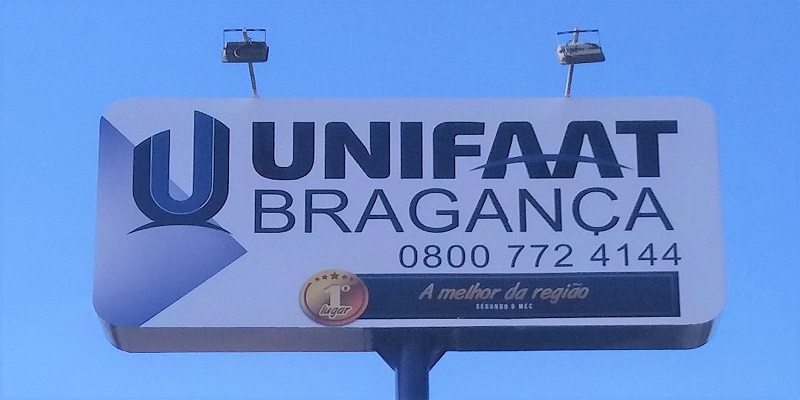 UNIFAAT
BRAGANÇA
0800 772 4144
1º
lugar
A melhor da região
SEGUNDO O MEC